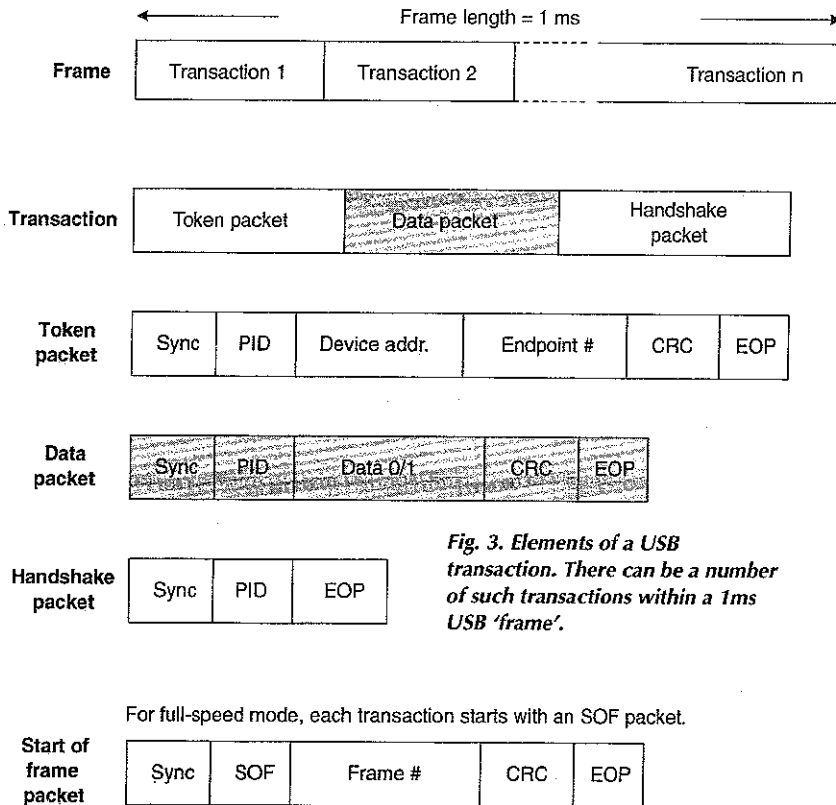 Frame length = 1 ms
Frame
Transaction 1 Transaction 2 Transaction n
Transaction
Token packet Data packet Handshake packet
Token packet
Sync PID Device addr. Endpoint # CRC EOP
Data packet
Sync PID Data 0/1 CRC EOP
Handshake packet
Sync PID EOP
Fig. 3. Elements of a USB
transaction. There can be a number
of such transactions within a 1ms
USB 'frame'.
For full-speed mode, each transaction starts with an SOF packet.
Start of frame packet
Sync SOF Frame # CRC EOP